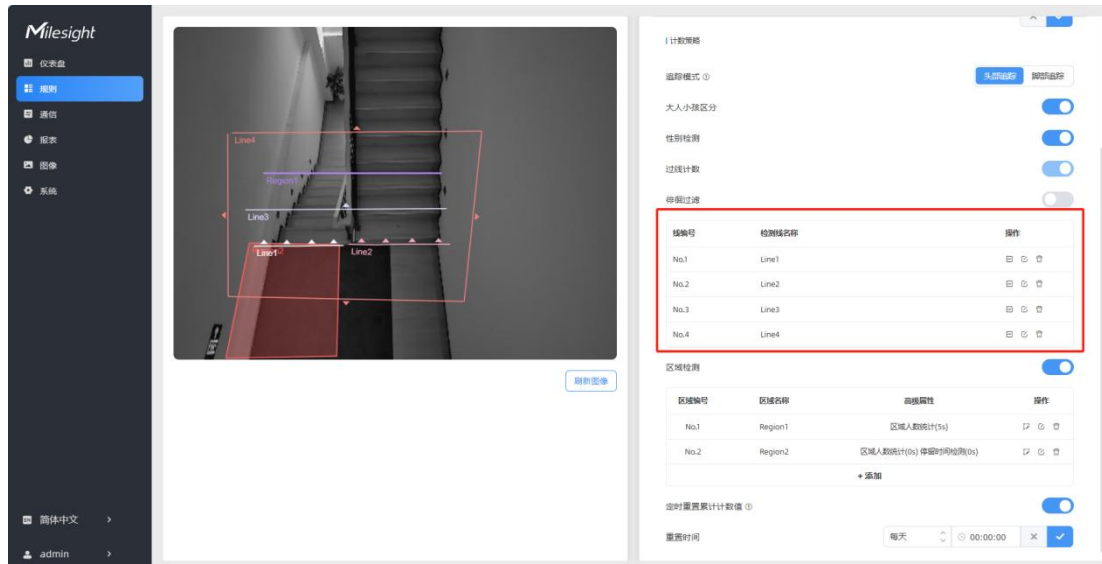 Milesight
仪表盘
规则
通信
报表
图像
系统
简体中文
admin
Line4
Region1
Line3
Line1
Line2
刷新图像
计数策略
追踪模式
头部追踪 脚部追踪
大人小孩区分
性别检测
过线计数
徘徊过滤
线编号 检测线名称 操作
No.1 Line1
No.2 Line2
No.3 Line3
No.4 Line4
区域检测
区域编号 区域名称 高级属性 操作
No.1 Region1 区域人数统计(5s)
No.2 Region2 区域人数统计(0s) 停留时间检测(0s)
+ 添加
定时重置累计计数值
重置时间 每天 00:00:00